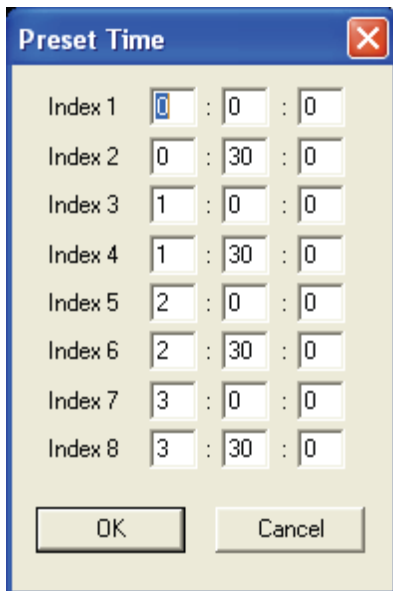 Preset Time
Index 1 0 : 0 : 0
Index 2 0 : 30 : 0
Index 3 1 : 0 : 0
Index 4 1 : 30 : 0
Index 5 2 : 0 : 0
Index 6 2 : 30 : 0
Index 7 3 : 0 : 0
Index 8 3 : 30 : 0
OK Cancel